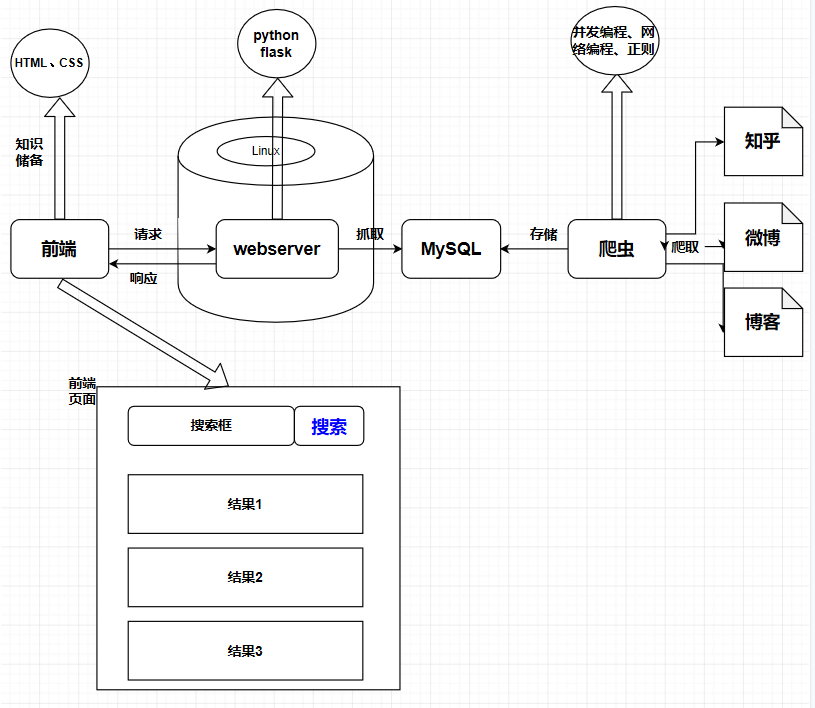 HTML、CSS
python
flask
并发编程、网
络编程、正则
知识
储备
Linux
知乎
前端
请求
响应
webserver
抓取
MySQL
存储
爬虫
爬取
微博
博客
前端
页面
搜索框
搜索
结果1
结果2
结果3